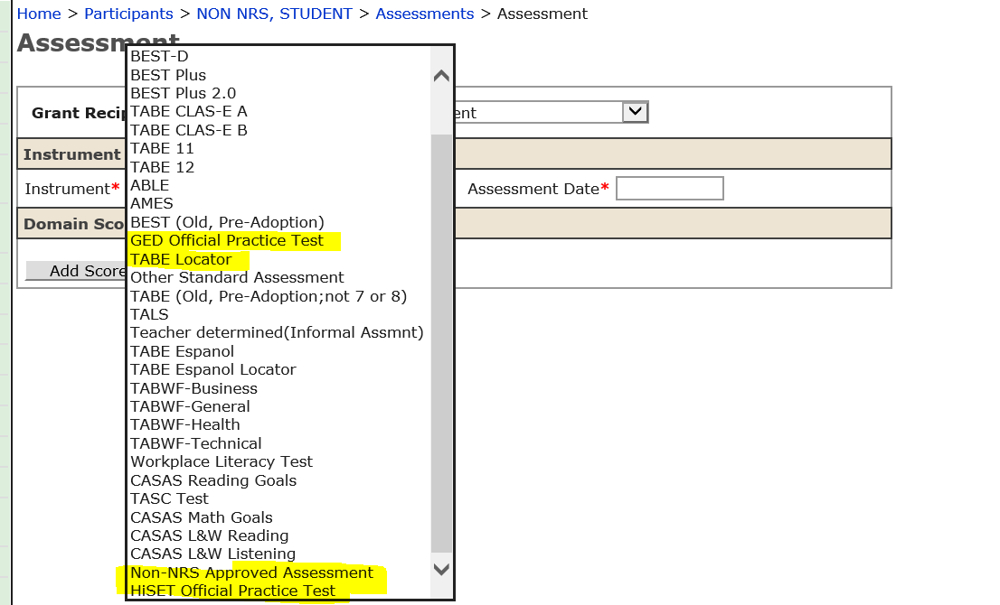 Home > Participants > NON NRS, STUDENT > Assessments > Assessment
Assessment
BEST-D
BEST Plus
BEST Plus 2.0
TABE CLAS-E A
TABE CLAS-E B
TABE 11
TABE 12
ABLE
AMES
BEST (Old, Pre-Adoption)
GED Official Practice Test
TABE Locator
Other Standard Assessment
TABE (Old, Pre-Adoption;not 7 or 8)
TALS
Teacher determined(Informal Assmnt)
TABE Espanol
TABE Espanol Locator
TABWF-Business
TABWF-General
TABWF-Health
TABWF-Technical
Workplace Literacy Test
CASAS Reading Goals
TASC Test
CASAS Math Goals
CASAS L&W Reading
CASAS L&W Listening
Non-NRS Approved Assessment
HiSET Official Practice Test
Grant
Instrument
Instrument* Assessment Date*
Domain
Add Score